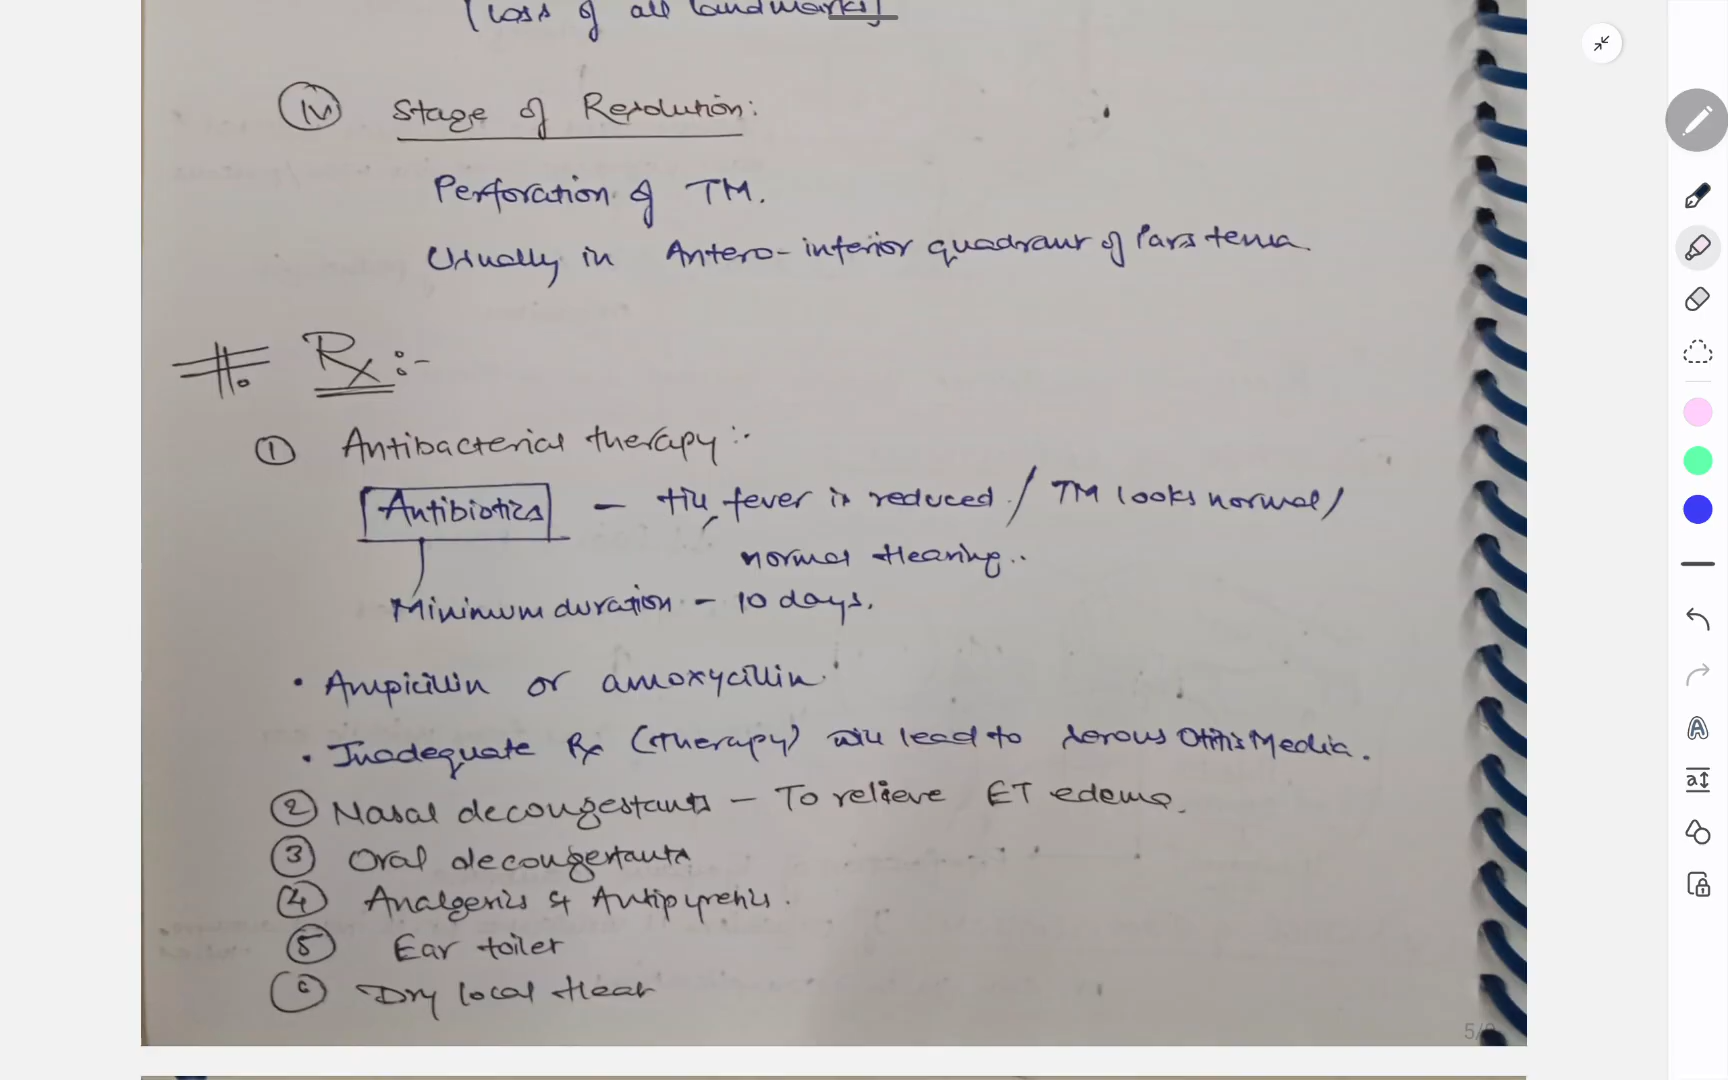 (Loss of all landmarks)
IV Stage of Resolution:
Perforation of TM.
Usually in Antero-inferior quadrant of Pars tensa.
#. Rx:-
① Antibacterial therapy:-
Antibiotics — till fever is reduced / TM looks normal /
normal Hearing..
Minimum duration - 10 days.
• Ampicillin or amoxycillin.
• Inadequate Rx (therapy) will lead to serous Otitis Media.
② Nasal decongestants — To relieve ET edema.
③ Oral decongestants
④ Analgesics & Antipyretics.
⑤ Ear toilet
⑥ Dry local Heat
5/